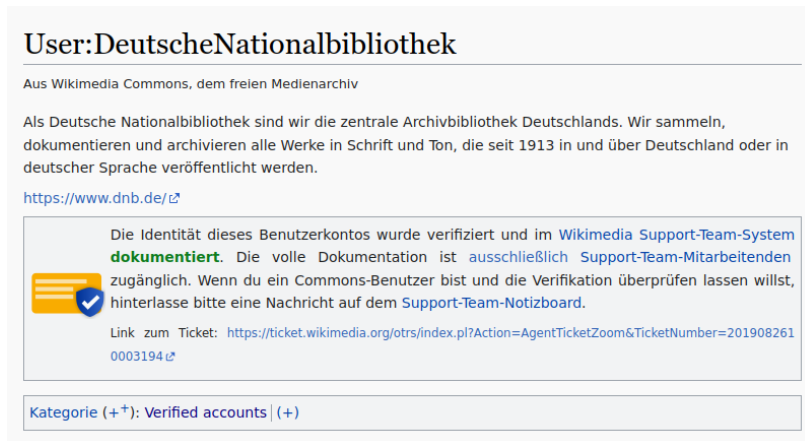 User:DeutscheNationalbibliothek
Aus Wikimedia Commons, dem freien Medienarchiv
Als Deutsche Nationalbibliothek sind wir die zentrale Archivbibliothek Deutschlands. Wir sammeln,
dokumentieren und archivieren alle Werke in Schrift und Ton, die seit 1913 in und über Deutschland oder in
deutscher Sprache veröffentlicht werden.
https://www.dnb.de/
Die Identität dieses Benutzerkontos wurde verifiziert und im Wikimedia Support-Team-System
dokumentiert. Die volle Dokumentation ist ausschließlich Support-Team-Mitarbeitenden
zugänglich. Wenn du ein Commons-Benutzer bist und die Verifikation überprüfen lassen willst,
hinterlasse bitte eine Nachricht auf dem Support-Team-Notizboard.
Link zum Ticket: https://ticket.wikimedia.org/otrs/index.pl?Action=AgentTicketZoom&TicketNumber=201908261
0003194
Kategorie (+⁺): Verified accounts | (+)